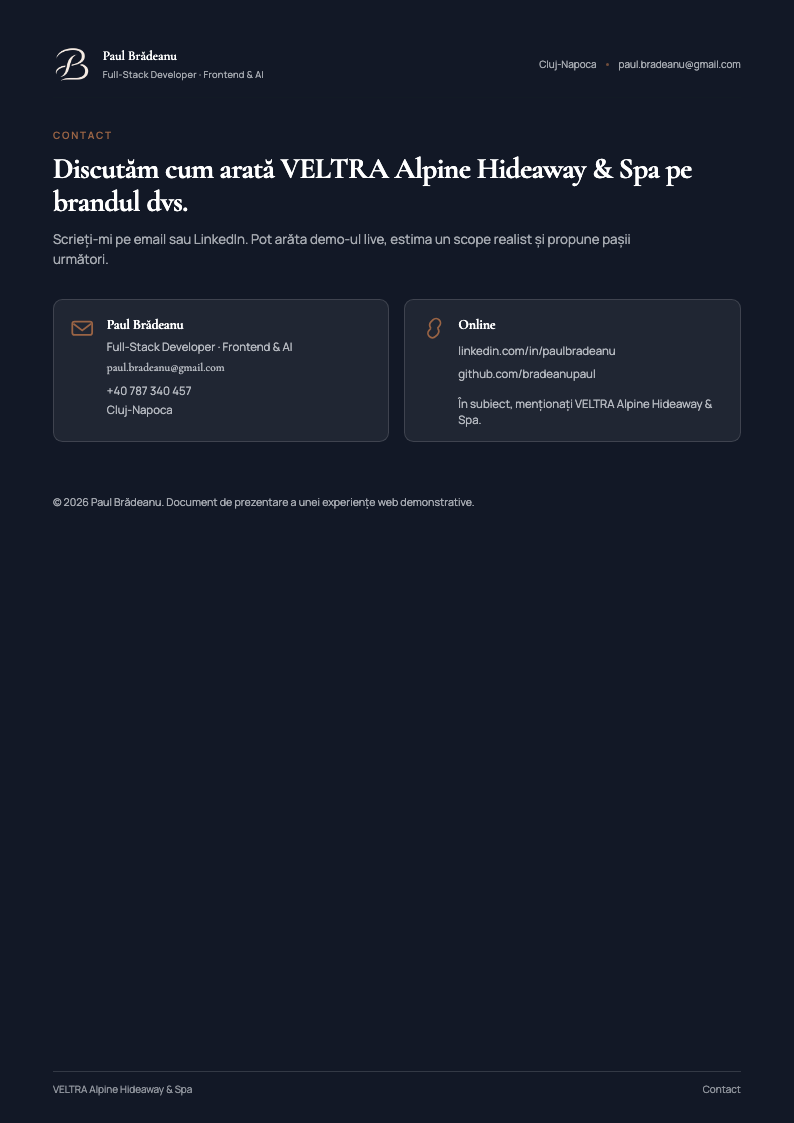 B
Paul Brădeanu
Full-Stack Developer · Frontend & AI
Cluj-Napoca • paul.bradeanu@gmail.com
CONTACT
Discutăm cum arată VELTRA Alpine Hideaway & Spa pe
brandul dvs.
Scrieți-mi pe email sau LinkedIn. Pot arăta demo-ul live, estima un scope realist și propune pașii
următori.
Paul Brădeanu
Full-Stack Developer · Frontend & AI
paul.bradeanu@gmail.com
+40 787 340 457
Cluj-Napoca
Online
linkedin.com/in/paulbradeanu
github.com/bradeanupaul
În subiect, menționați VELTRA Alpine Hideaway &
Spa.
© 2026 Paul Brădeanu. Document de prezentare a unei experiențe web demonstrative.
VELTRA Alpine Hideaway & Spa
Contact